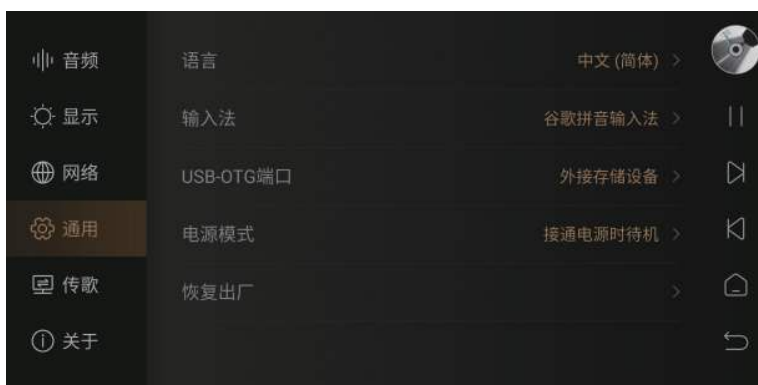 音频
显示
网络
通用
传歌
关于
语言 中文 (简体)
输入法 谷歌拼音输入法
USB-OTG端口 外接存储设备
电源模式 接通电源时待机
恢复出厂